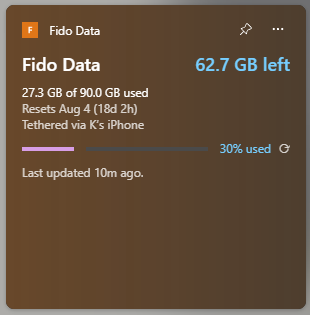 F Fido Data
Fido Data 62.7 GB left
27.3 GB of 90.0 GB used
Resets Aug 4 (18d 2h)
Tethered via K's iPhone
30% used
Last updated 10m ago.